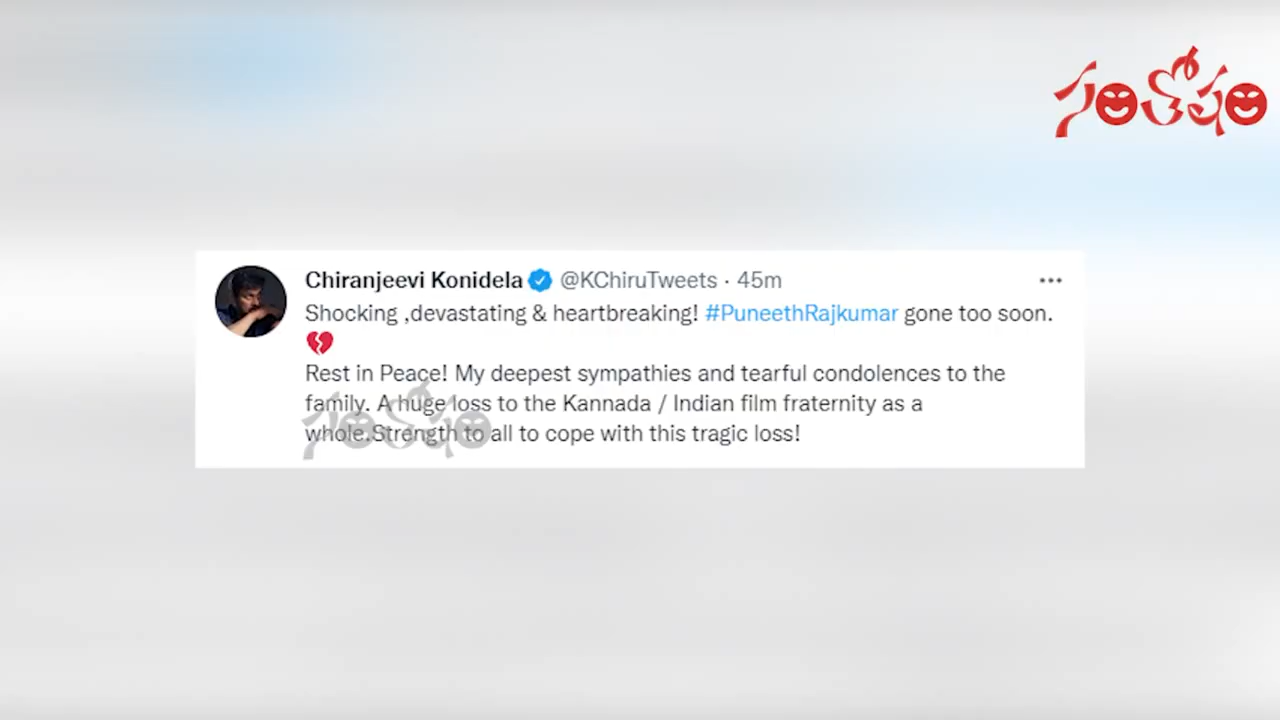 సంతోషం
Chiranjeevi Konidela @KChiruTweets · 45m
Shocking ,devastating & heartbreaking! #PuneethRajkumar gone too soon.
💔
Rest in Peace! My deepest sympathies and tearful condolences to the
family. A huge loss to the Kannada / Indian film fraternity as a
whole.Strength to all to cope with this tragic loss!
సంతోషం